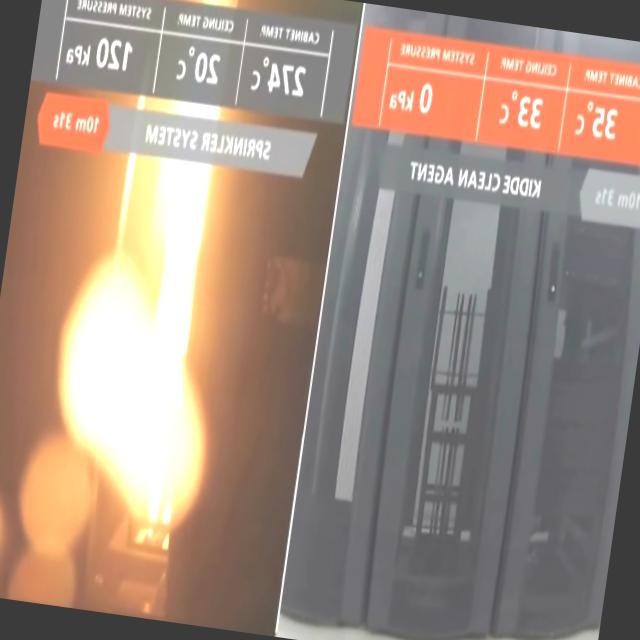 CABINET TEMP. CEILING TEMP. SYSTEM PRESSURE
35°C 33°C 0 kPa
10m 31s KIDDE CLEAN AGENT
CABINET TEMP. CEILING TEMP. SYSTEM PRESSURE
274°C 20°C 120 kPa
SPRINKLER SYSTEM 10m 31s